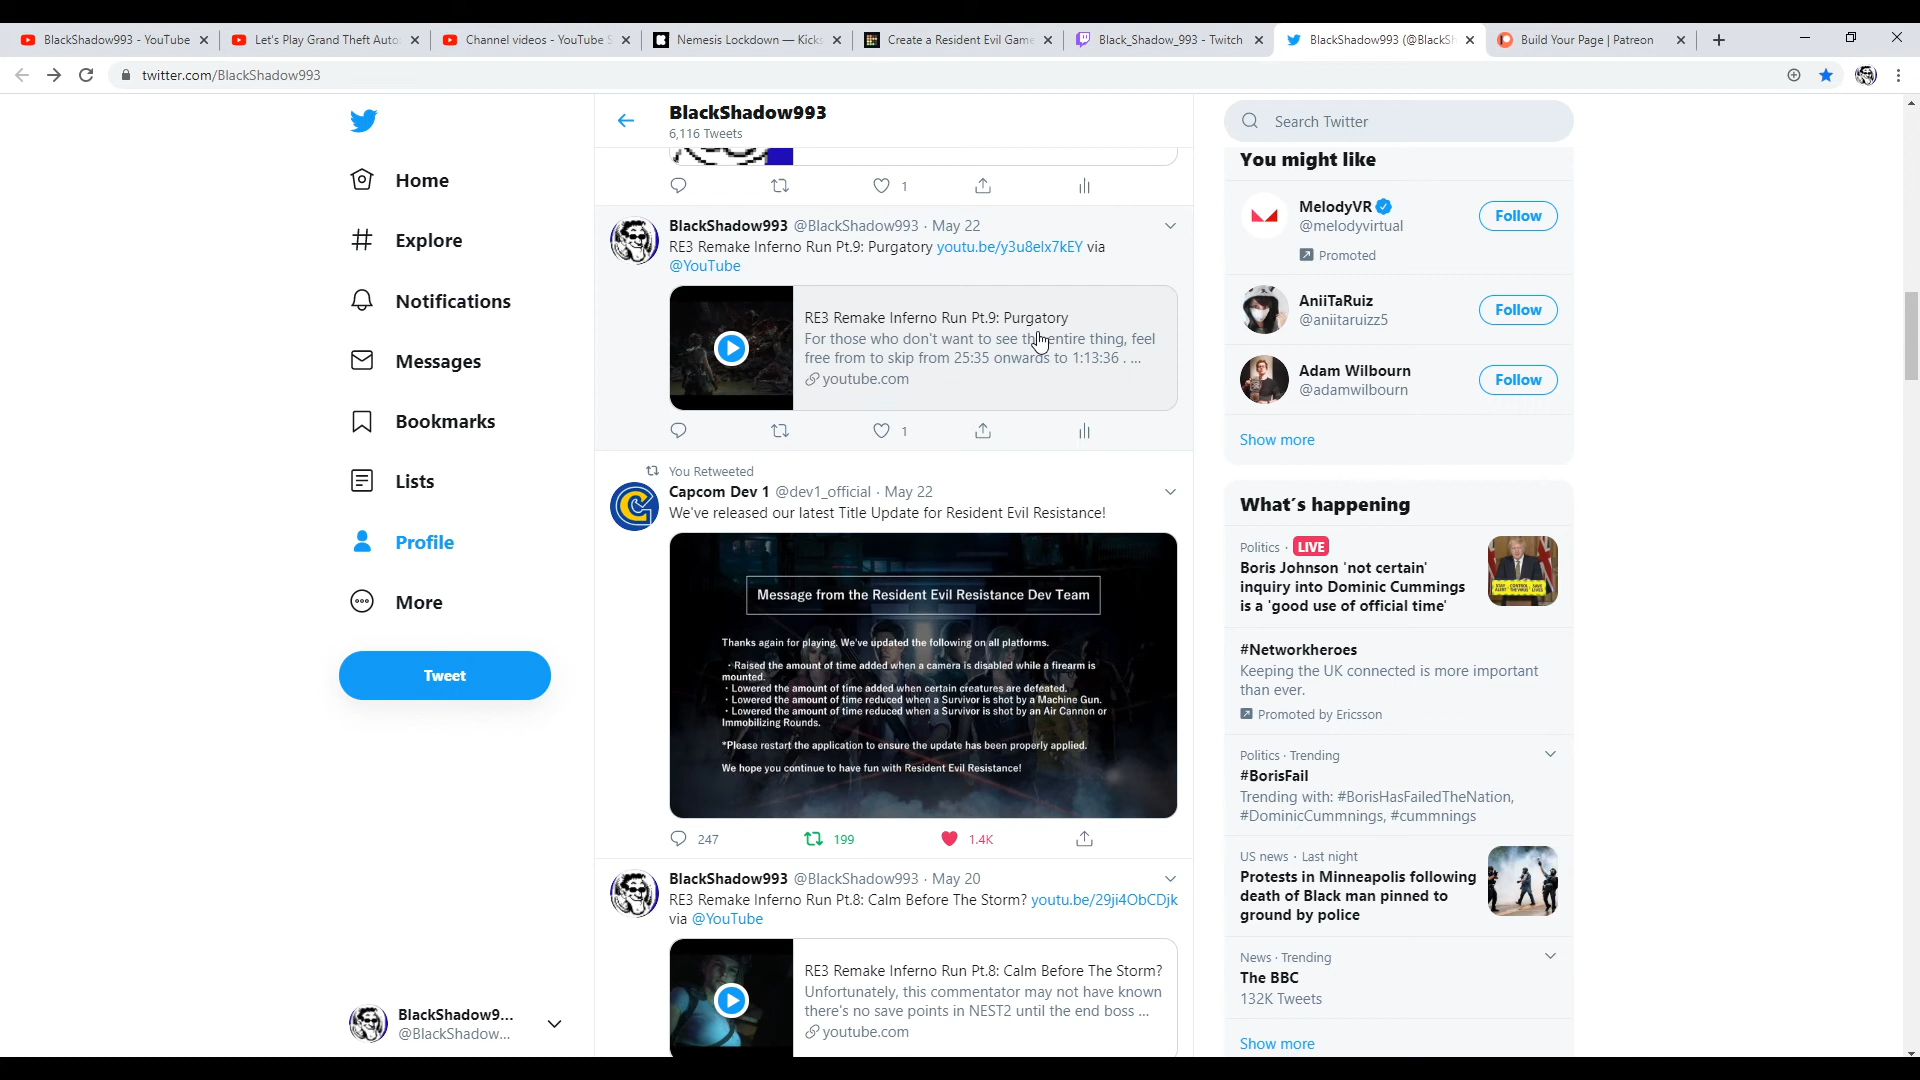 BlackShadow993 - YouTube
Let's Play Grand Theft Auto:
Channel videos - YouTube S
Nemesis Lockdown — Kicks
Create a Resident Evil Game
Black_Shadow_993 - Twitch
BlackShadow993 (@BlackSh
Build Your Page | Patreon
twitter.com/BlackShadow993
Home
Explore
Notifications
Messages
Bookmarks
Lists
Profile
More
Tweet
BlackShadow9...
@BlackShadow...
BlackShadow993
6,116 Tweets
1
BlackShadow993 @BlackShadow993 · May 22
RE3 Remake Inferno Run Pt.9: Purgatory youtu.be/y3u8elx7kEY via
@YouTube
RE3 Remake Inferno Run Pt.9: Purgatory
For those who don't want to see the entire thing, feel
free from to skip from 25:35 onwards to 1:13:36 . ...
youtube.com
1
You Retweeted
Capcom Dev 1 @dev1_official · May 22
We've released our latest Title Update for Resident Evil Resistance!
Message from the Resident Evil Resistance Dev Team
Thanks again for playing. We've updated the following on all platforms.
· Raised the amount of time added when a camera is disabled while a firearm is
mounted.
· Lowered the amount of time added when certain creatures are defeated.
· Lowered the amount of time reduced when a Survivor is shot by a Machine Gun.
· Lowered the amount of time reduced when a Survivor is shot by an Air Cannon or
Immobilizing Rounds.
*Please restart the application to ensure the update has been properly applied.
We hope you continue to have fun with Resident Evil Resistance!
247
199
1.4K
BlackShadow993 @BlackShadow993 · May 20
RE3 Remake Inferno Run Pt.8: Calm Before The Storm? youtu.be/29ji4ObCDjk
via @YouTube
RE3 Remake Inferno Run Pt.8: Calm Before The Storm?
Unfortunately, this commentator may not have known
there's no save points in NEST2 until the end boss ...
youtube.com
Search Twitter
You might like
MelodyVR
@melodyvirtual
Promoted
Follow
AniiTaRuiz
@aniitaruizz5
Follow
Adam Wilbourn
@adamwilbourn
Follow
Show more
What's happening
Politics · LIVE
Boris Johnson 'not certain'
inquiry into Dominic Cummings
is a 'good use of official time'
#Networkheroes
Keeping the UK connected is more important
than ever.
Promoted by Ericsson
Politics · Trending
#BorisFail
Trending with: #BorisHasFailedTheNation,
#DominicCummnings, #cummnings
US news · Last night
Protests in Minneapolis following
death of Black man pinned to
ground by police
News · Trending
The BBC
132K Tweets
Show more